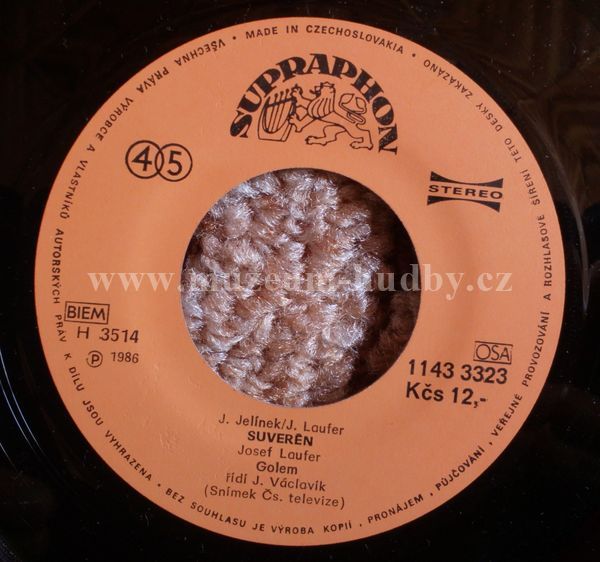 VŠECHNA PRÁVA VÝROBCE A VLASTNÍKŮ AUTORSKÝCH PRÁV K DÍLU JSOU VYHRAZENA • BEZ SOUHLASU JE VÝROBA KOPIÍ, PRONÁJEM, PŮJČOVÁNÍ, VEŘEJNÉ PROVOZOVÁNÍ A ROZHLASOVÉ ŠÍŘENÍ TÉTO DESKY ZAKÁZÁNO • MADE IN CZECHOSLOVAKIA •
SUPRAPHON
45
STEREO
www.muzeum-hudby.cz
BIEM
H 3514
Ⓟ 1986
OSA
1143 3323
Kčs 12,-
J. Jelínek/J. Laufer
SUVERÉN
Josef Laufer
Golem
řídí J. Václavík
(Snímek Čs. televize)